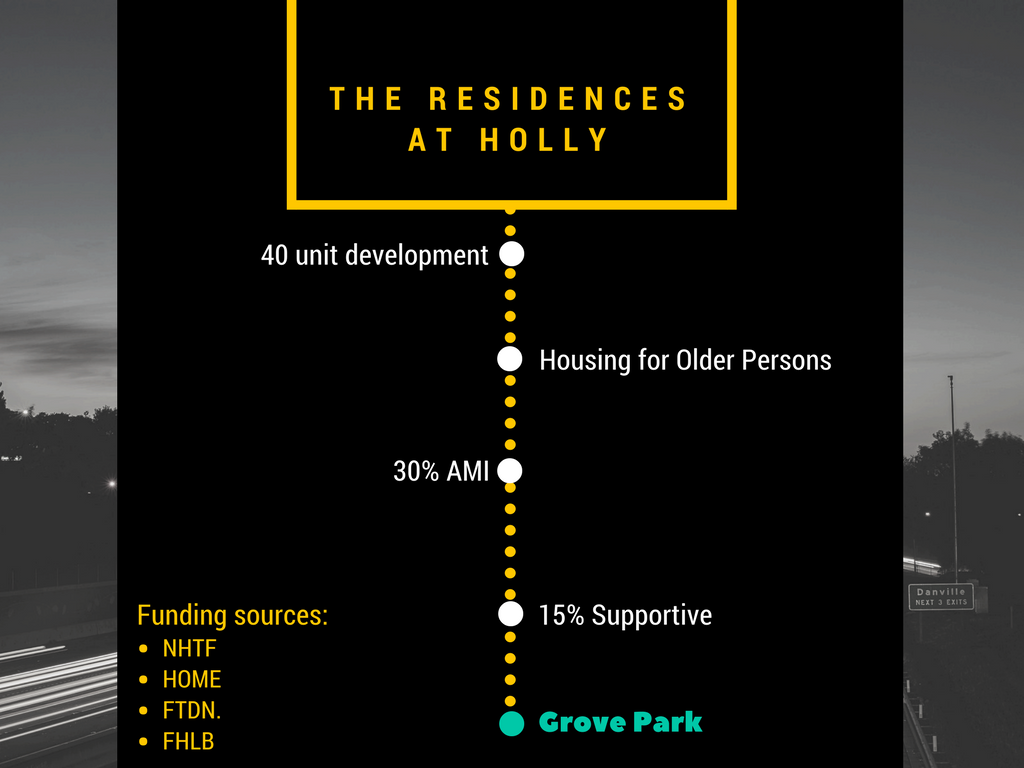 THE RESIDENCES
AT HOLLY
40 unit development
Housing for Older Persons
30% AMI
15% Supportive
Grove Park
Funding sources:
• NHTF
• HOME
• FTDN.
• FHLB
Danville
NEXT 3 EXITS